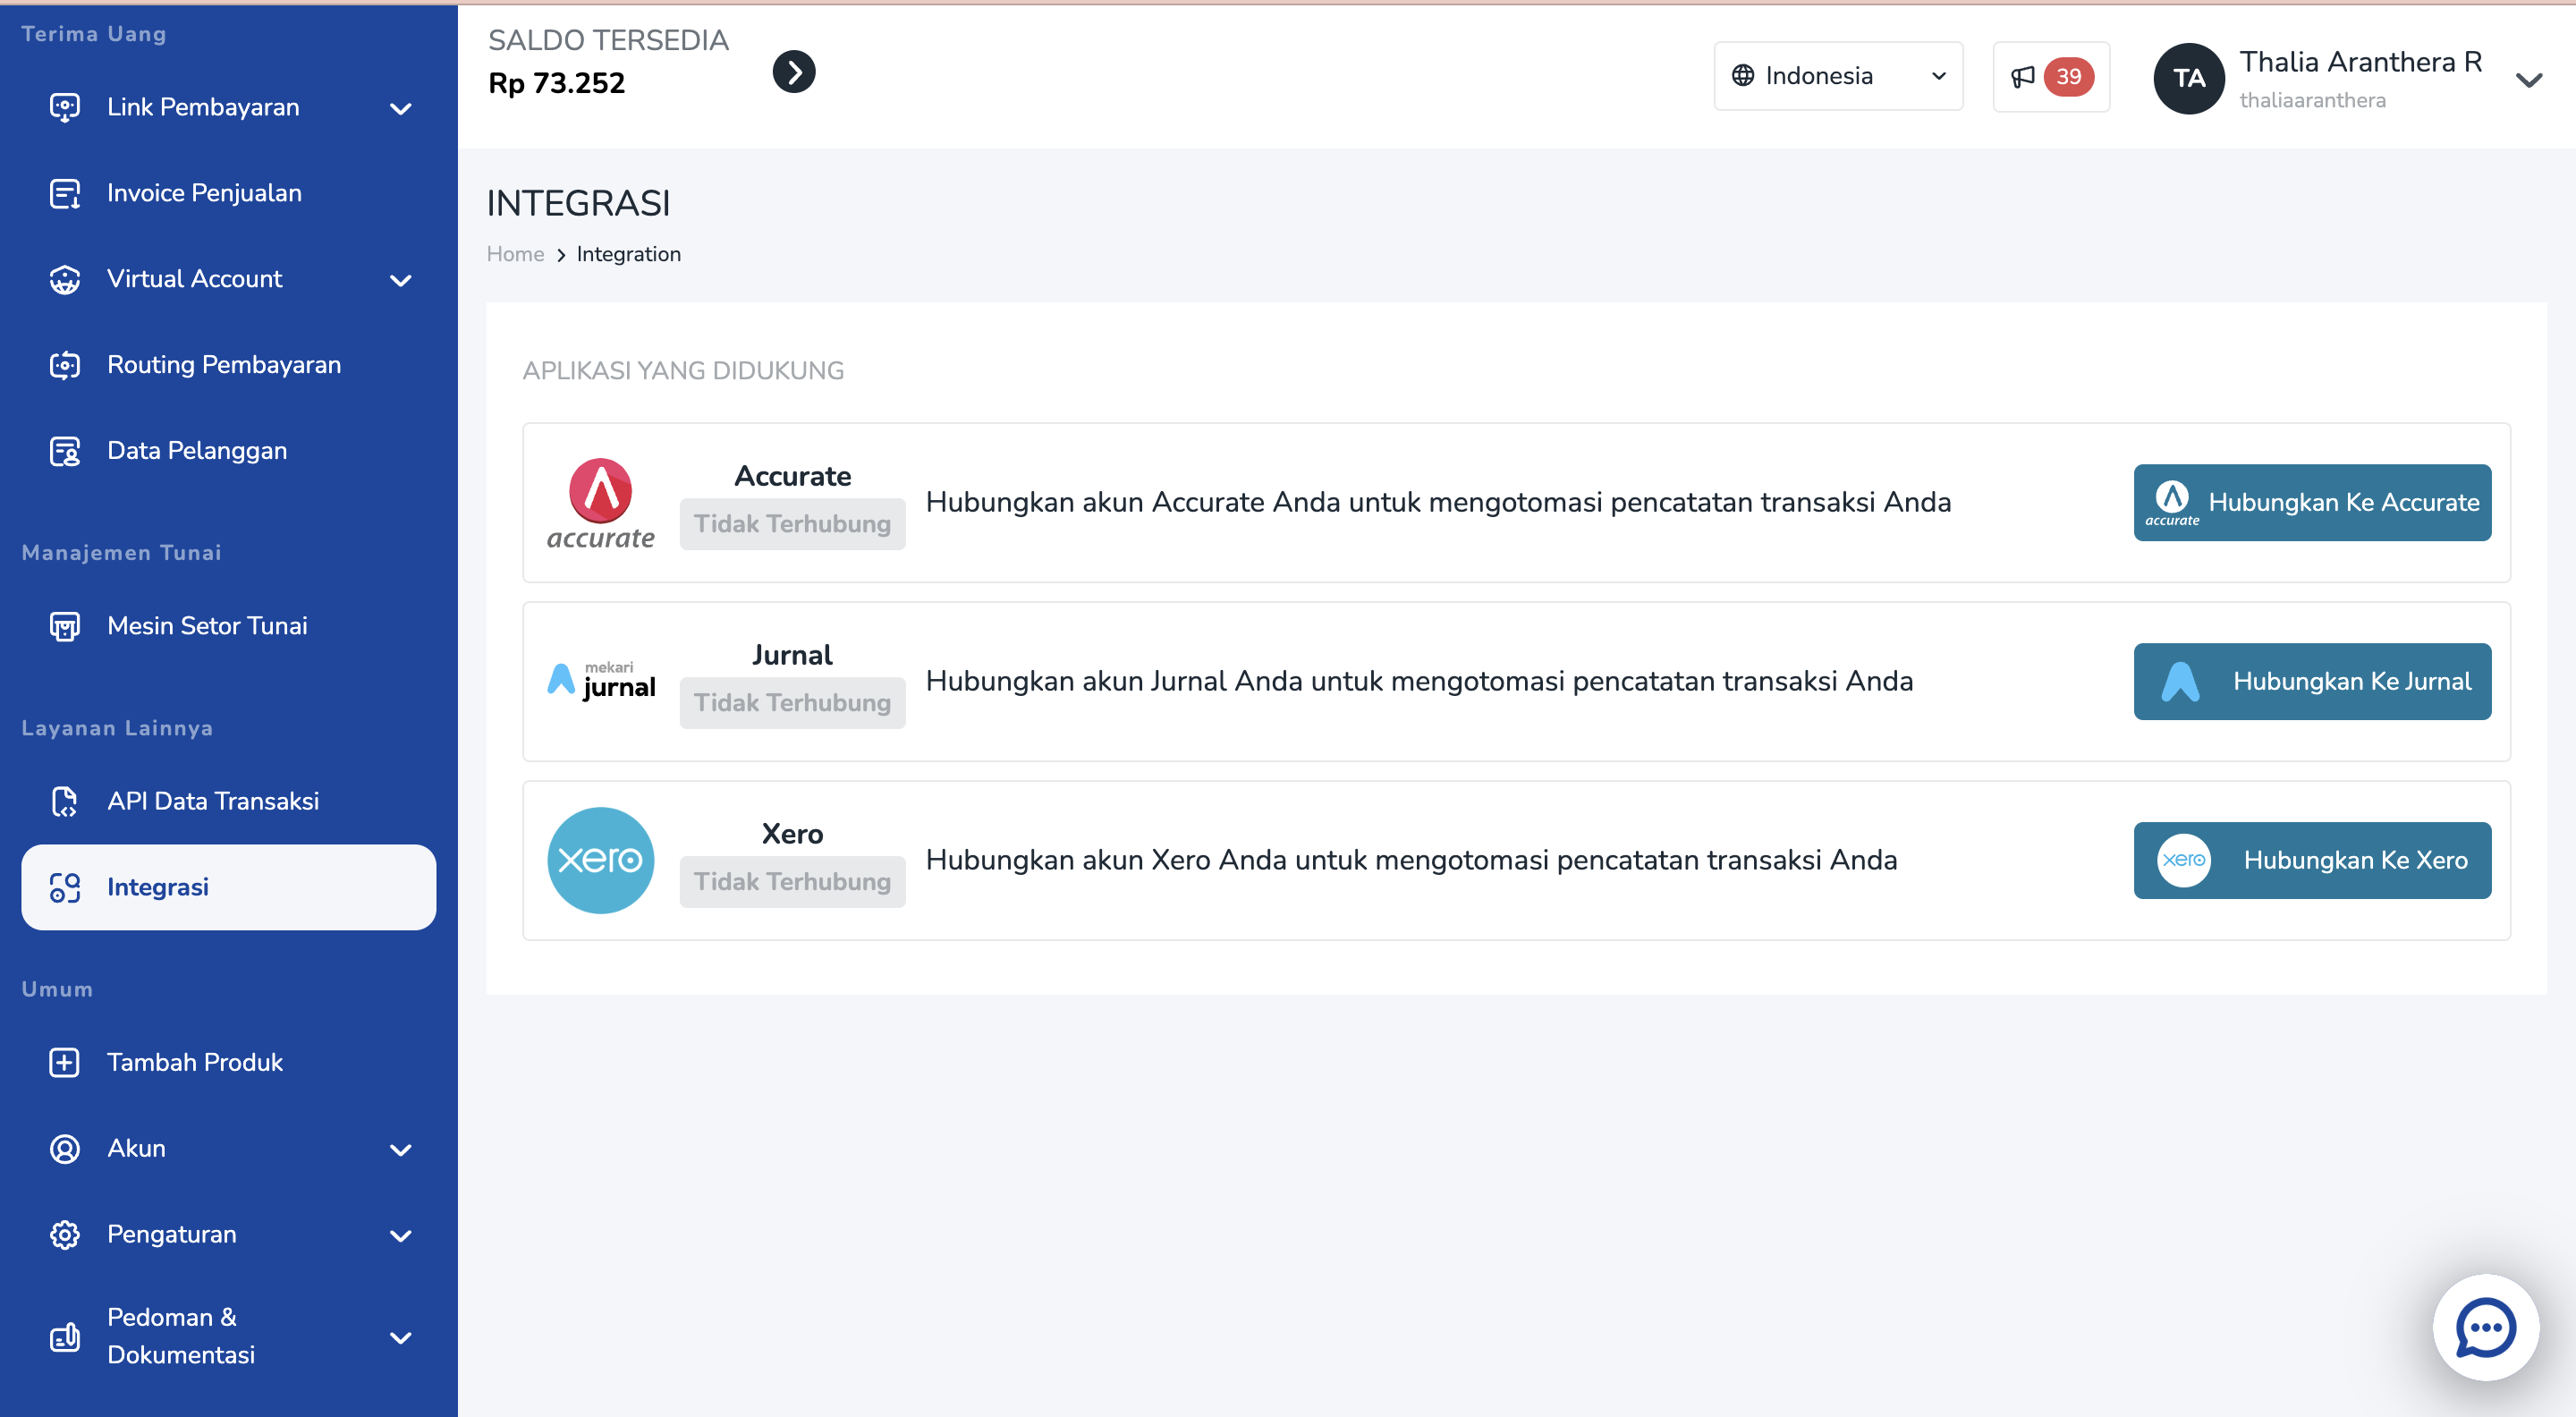 Terima Uang
Link Pembayaran
Invoice Penjualan
Virtual Account
Routing Pembayaran
Data Pelanggan
Manajemen Tunai
Mesin Setor Tunai
Layanan Lainnya
API Data Transaksi
Integrasi
Umum
Tambah Produk
Akun
Pengaturan
Pedoman &
Dokumentasi
SALDO TERSEDIA
Rp 73.252
Indonesia
39
TA
Thalia Aranthera R
thaliaaranthera
INTEGRASI
Home > Integration
APLIKASI YANG DIDUKUNG
accurate
Accurate
Tidak Terhubung
Hubungkan akun Accurate Anda untuk mengotomasi pencatatan transaksi Anda
accurate
Hubungkan Ke Accurate
mekari
jurnal
Jurnal
Tidak Terhubung
Hubungkan akun Jurnal Anda untuk mengotomasi pencatatan transaksi Anda
Hubungkan Ke Jurnal
xero
Xero
Tidak Terhubung
Hubungkan akun Xero Anda untuk mengotomasi pencatatan transaksi Anda
xero
Hubungkan Ke Xero